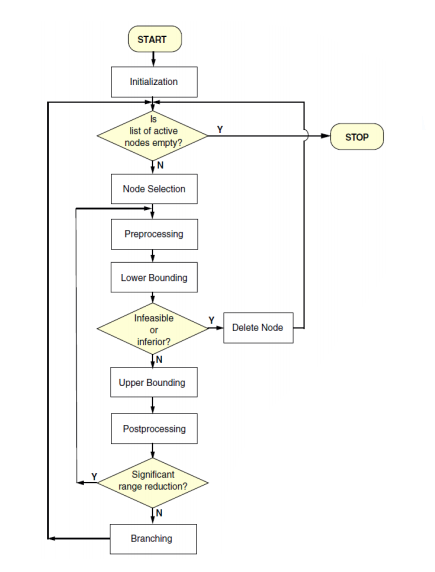 START
Initialization
Is
list of active
nodes empty?
Y
STOP
N
Node Selection
Preprocessing
Lower Bounding
Infeasible
or
inferior?
Y
Delete Node
N
Upper Bounding
Postprocessing
Significant
range reduction?
Y
N
Branching